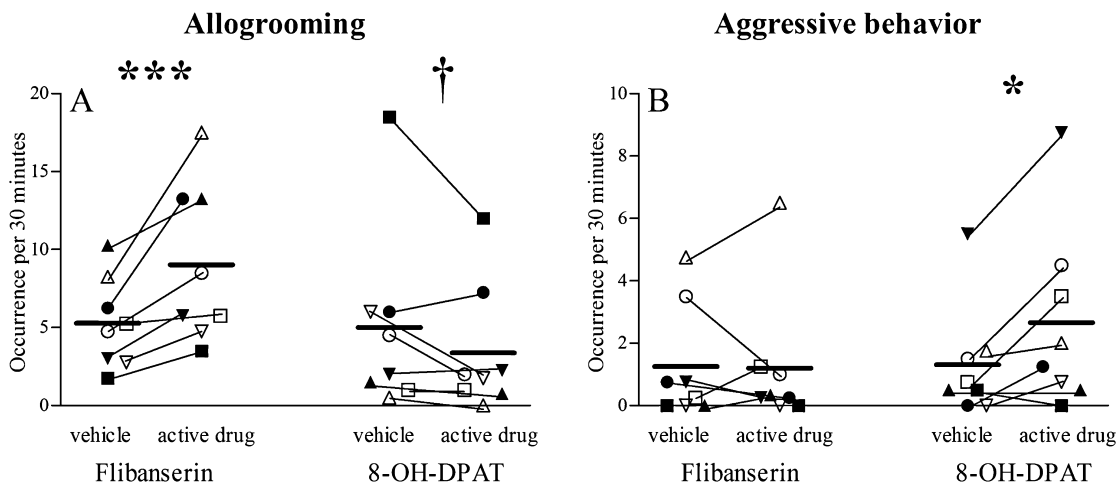 Allogrooming
Aggressive behavior
***
†
*
A
B
Occurrence per 30 minutes
20
15
10
5
0
Occurrence per 30 minutes
10
8
6
4
2
0
vehicle active drug vehicle active drug
Flibanserin 8-OH-DPAT
vehicle active drug vehicle active drug
Flibanserin 8-OH-DPAT